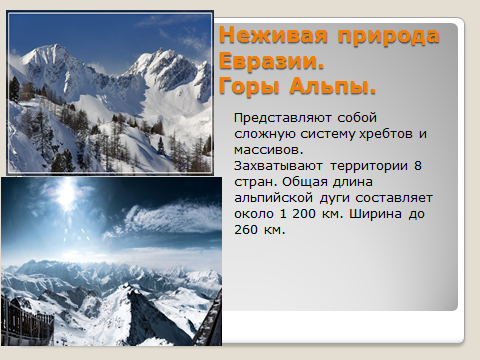 Неживая природа
Евразии.
Горы Альпы.
Представляют собой
сложную систему хребтов и
массивов.
Захватывают территории 8
стран. Общая длина
альпийской дуги составляет
около 1 200 км. Ширина до
260 км.